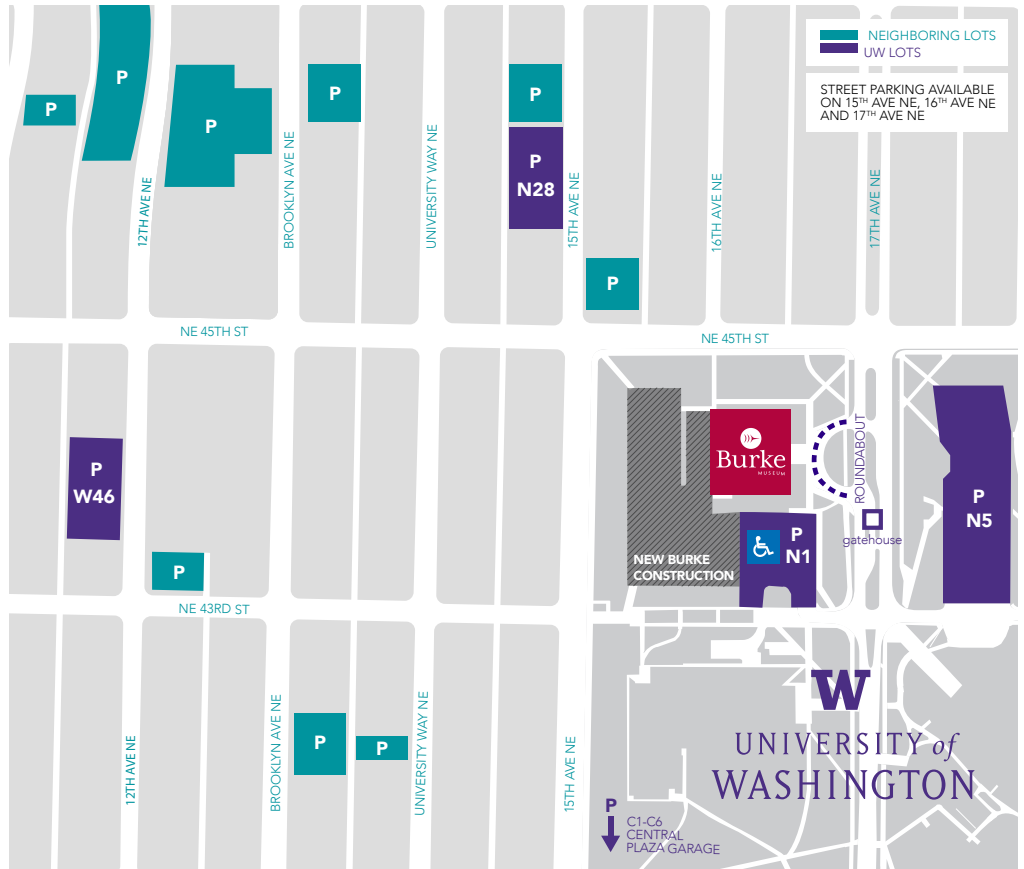 NEIGHBORING LOTS
UW LOTS
STREET PARKING AVAILABLE
ON 15TH AVE NE, 16TH AVE NE
AND 17TH AVE NE
P
P
P
P
P
P
N28
P
12TH AVE NE
BROOKLYN AVE NE
UNIVERSITY WAY NE
15TH AVE NE
16TH AVE NE
17TH AVE NE
NE 45TH ST
NE 45TH ST
P
W46
P
Burke
MUSEUM
ROUNDABOUT
gatehouse
P
N5
P
N1
NEW BURKE
CONSTRUCTION
NE 43RD ST
P
P
12TH AVE NE
BROOKLYN AVE NE
UNIVERSITY WAY NE
15TH AVE NE
W
UNIVERSITY of
WASHINGTON
P
C1-C6
CENTRAL
PLAZA GARAGE